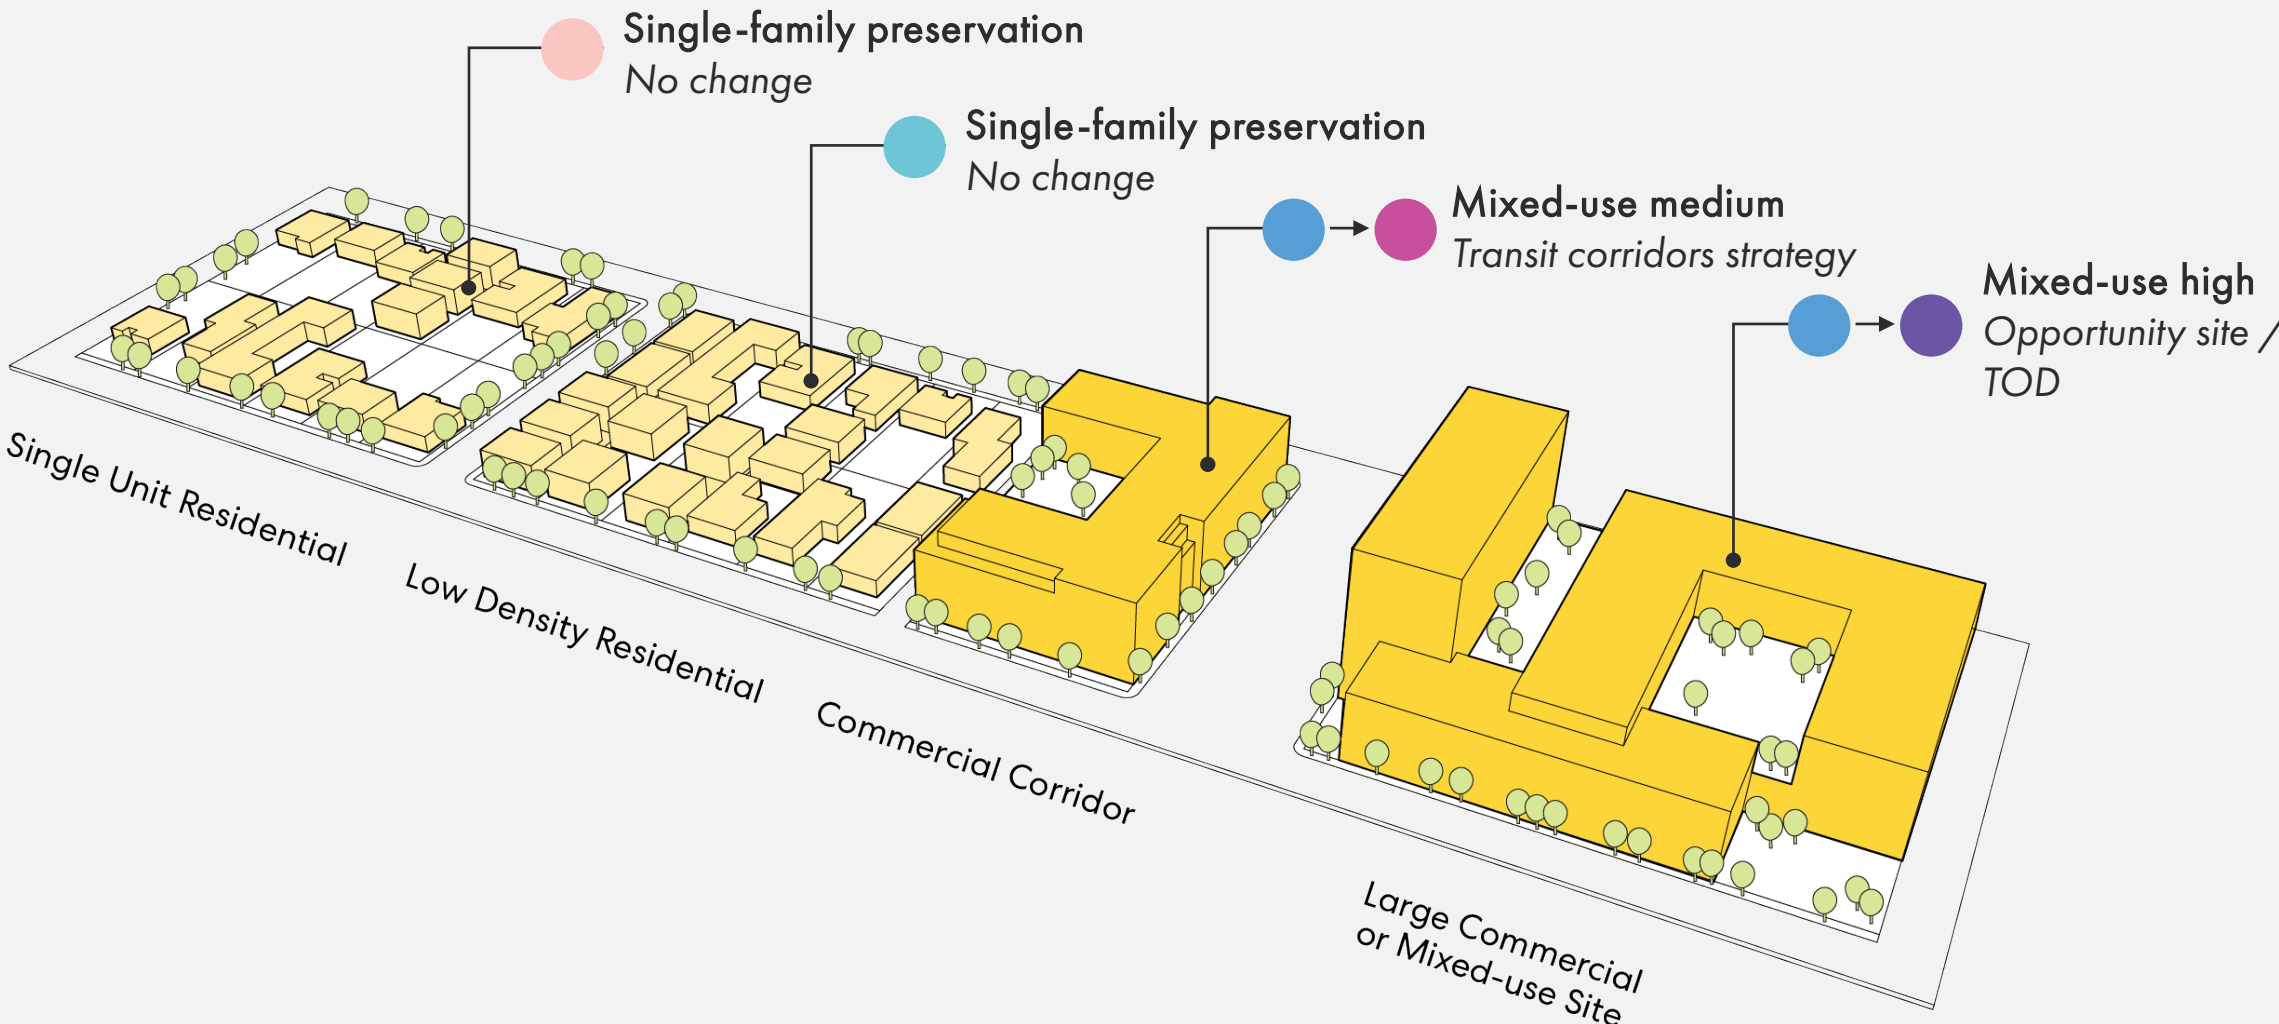 Single-family preservation
No change
Single-family preservation
No change
Mixed-use medium
Transit corridors strategy
Mixed-use high
Opportunity site /
TOD
Single Unit Residential
Low Density Residential
Commercial Corridor
Large Commercial
or Mixed-use Site